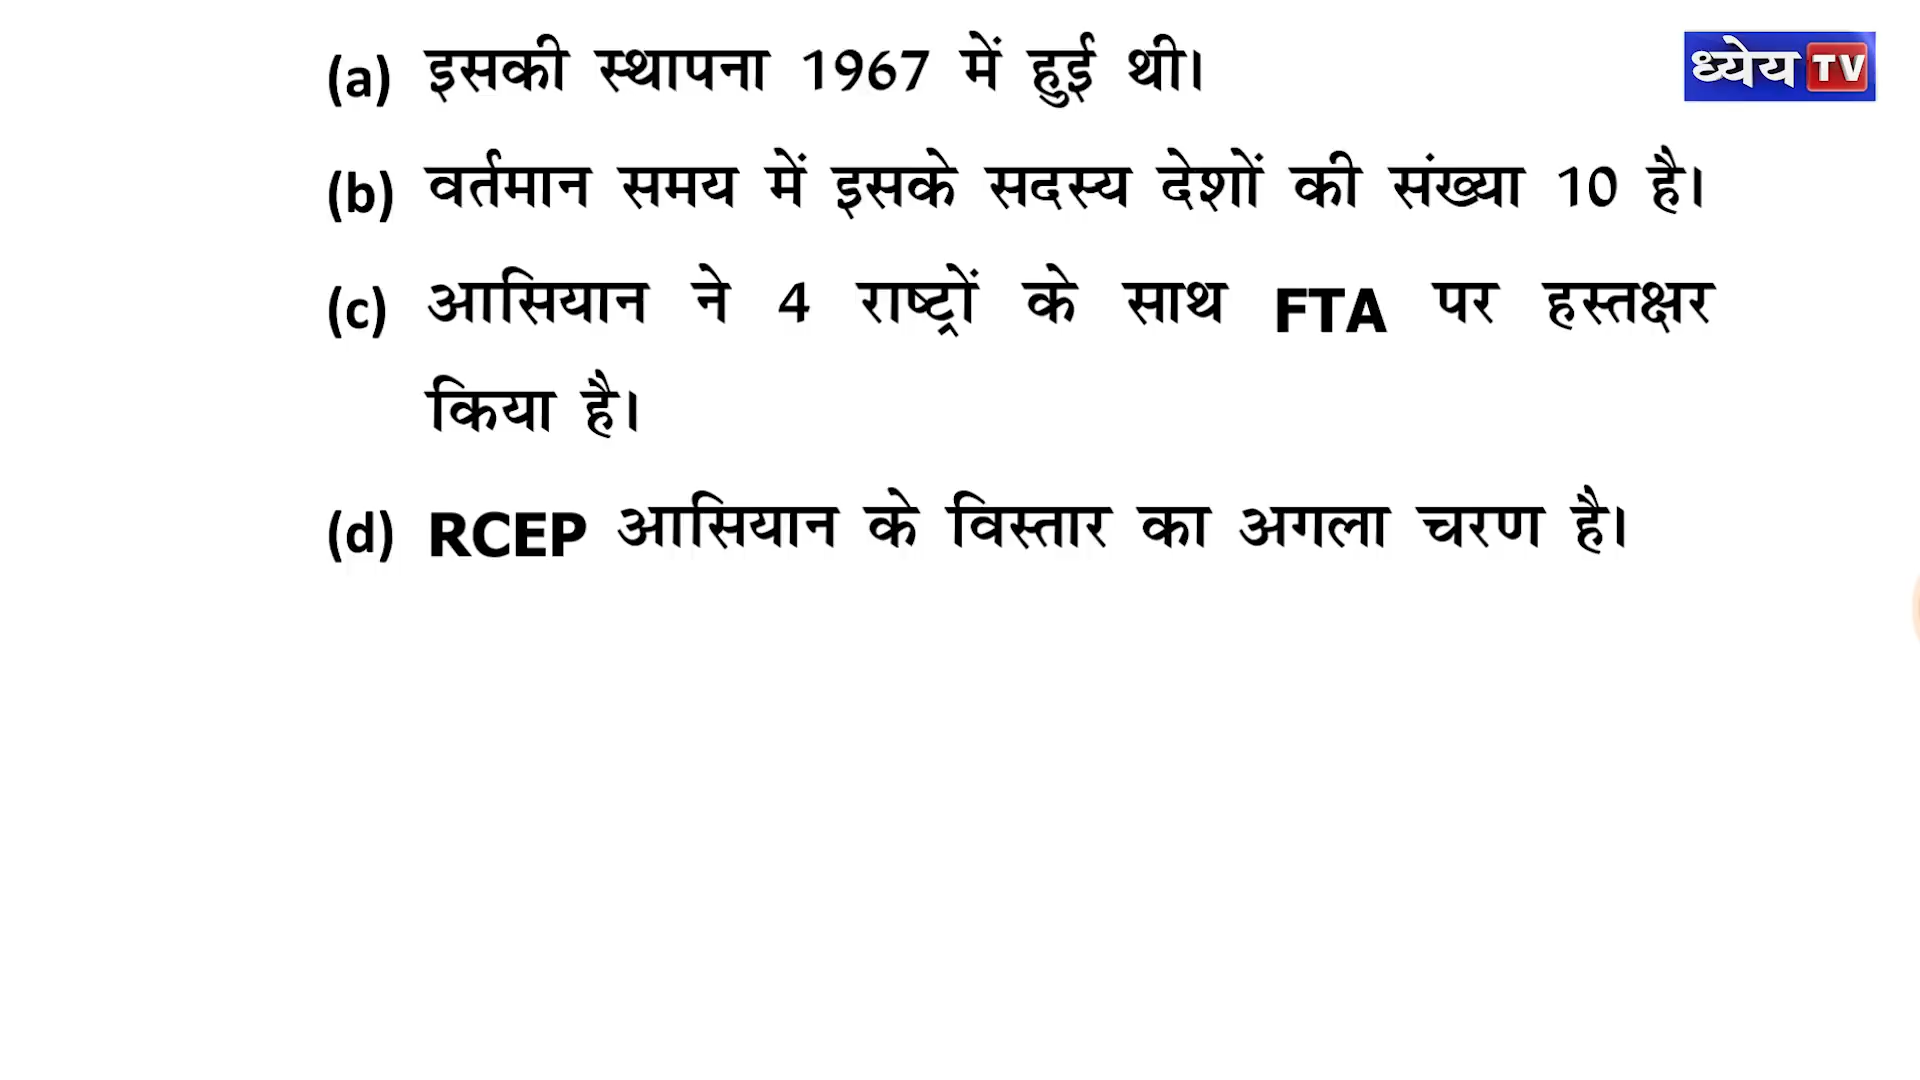 (a) इसकी स्थापना 1967 में हुई थी।
ध्येय TV
(b) वर्तमान समय में इसके सदस्य देशों की संख्या 10 है।
(c) आसियान ने 4 राष्ट्रों के साथ FTA पर हस्तक्षर
किया है।
(d) RCEP आसियान के विस्तार का अगला चरण है।